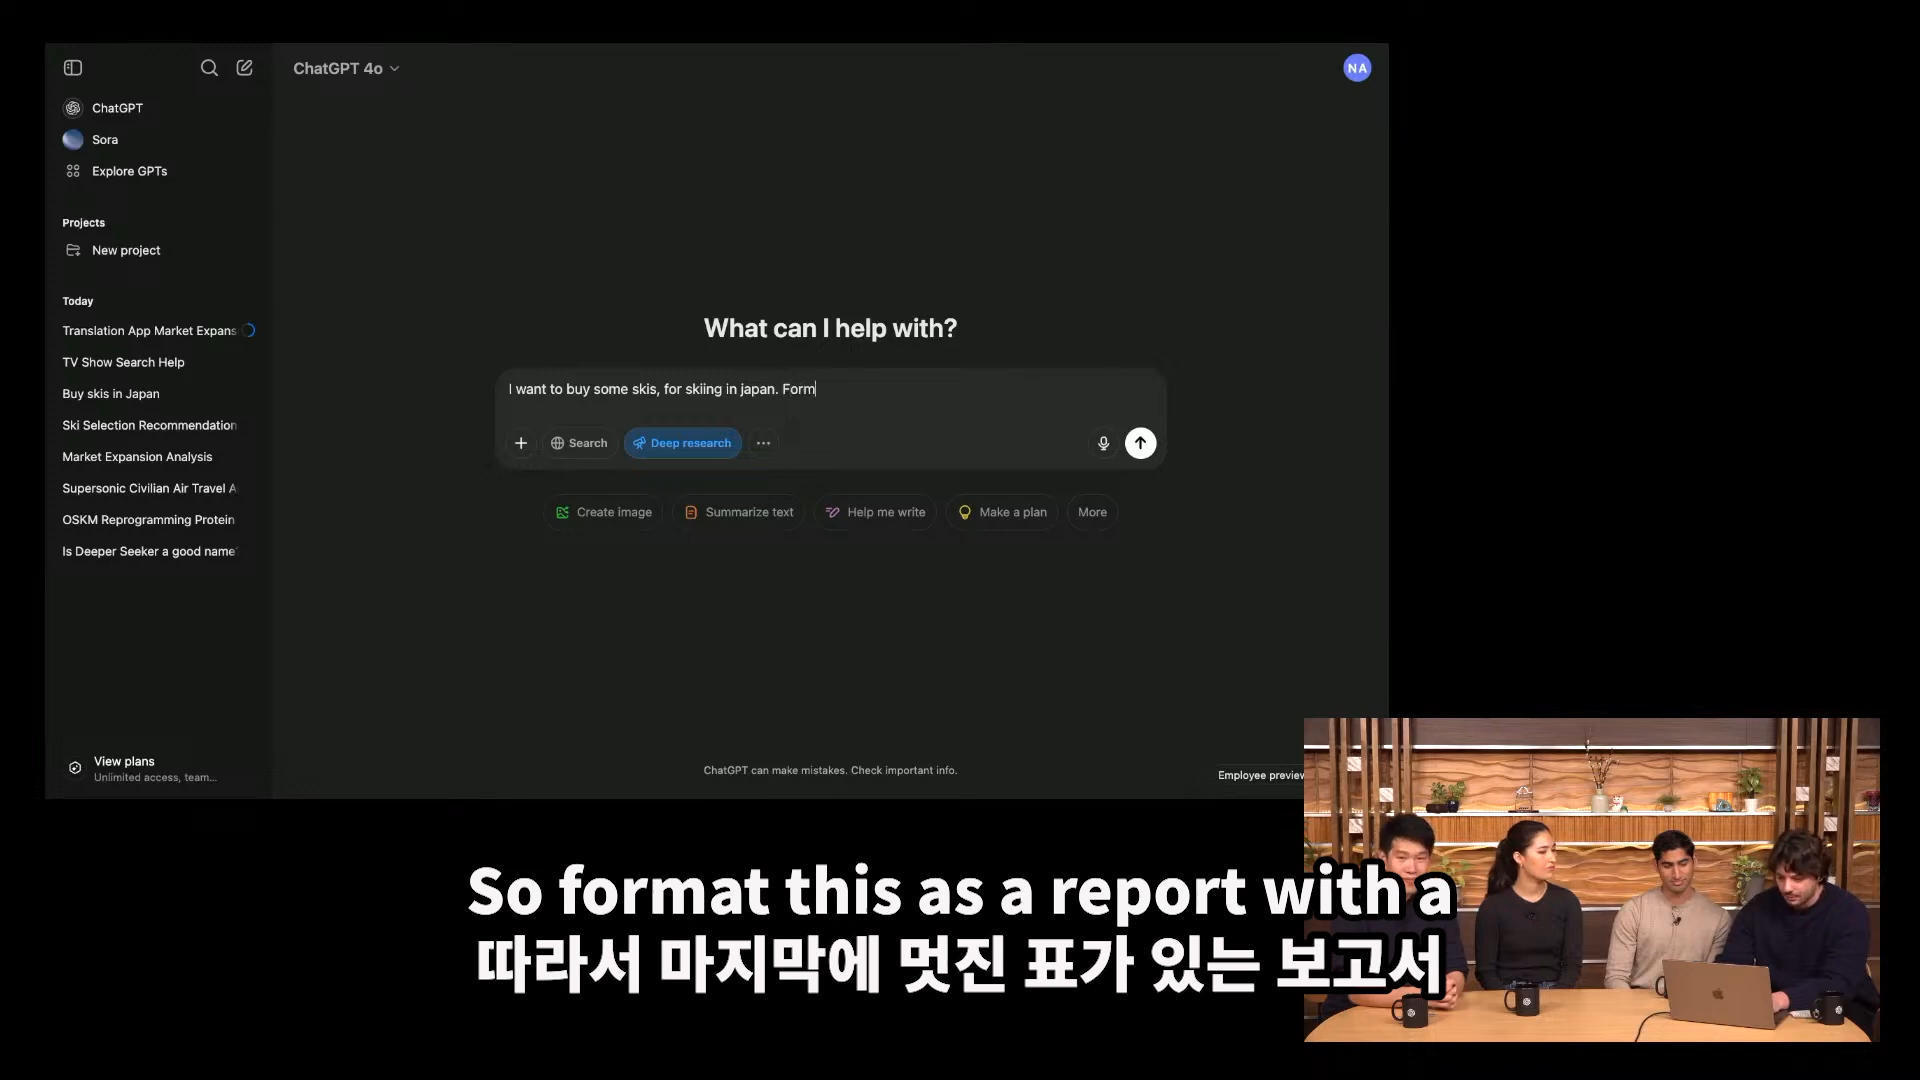 ChatGPT 4o
NA
ChatGPT
Sora
Explore GPTs
Projects
New project
Today
Translation App Market Expans
TV Show Search Help
Buy skis in Japan
Ski Selection Recommendation
Market Expansion Analysis
Supersonic Civilian Air Travel A
OSKM Reprogramming Protein
Is Deeper Seeker a good name
What can I help with?
I want to buy some skis, for skiing in japan. Form
Search
Deep research
Create image
Summarize text
Help me write
Make a plan
More
View plans
Unlimited access, team...
ChatGPT can make mistakes. Check important info.
Employee preview
So format this as a report with a
따라서 마지막에 멋진 표가 있는 보고서